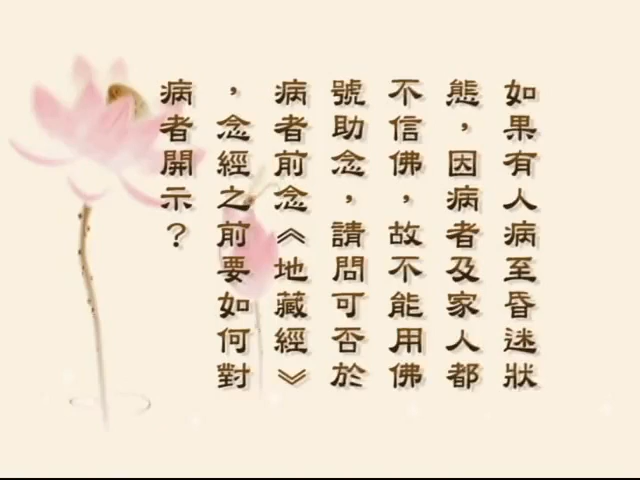 如果有人病至昏迷狀
態，因病者及家人都
不信佛，故不能用佛
號助念，請問可否於
病者前念《地藏經》
，念經之前要如何對
病者開示？